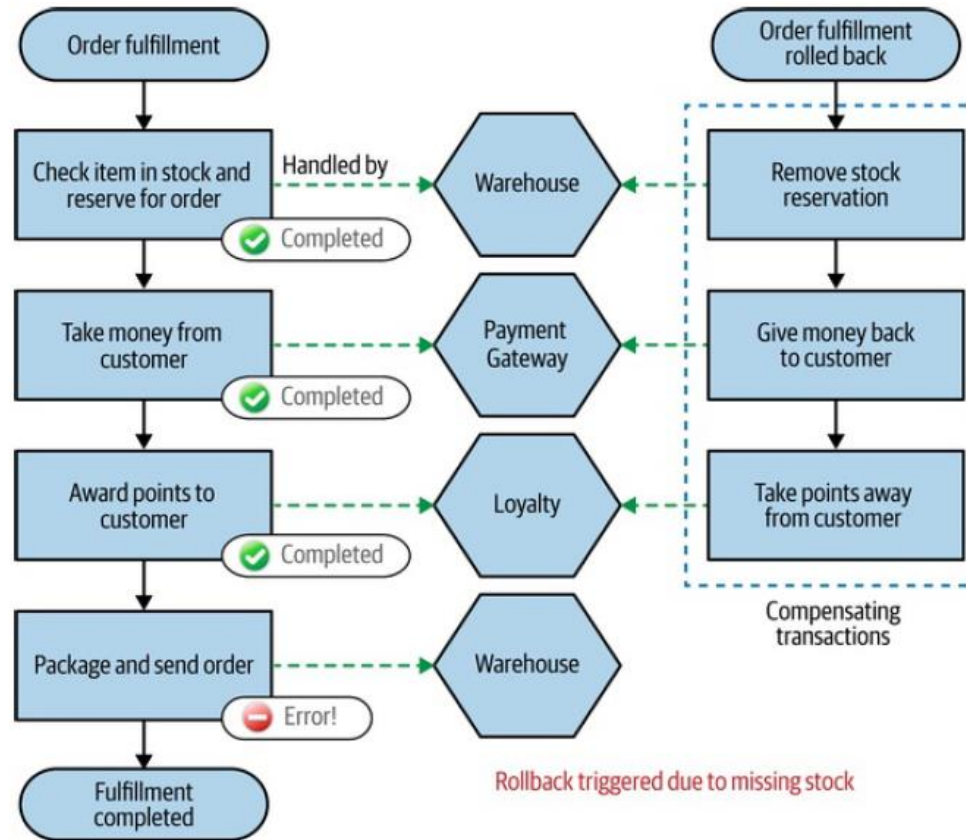 Order fulfillment
Check item in stock and
reserve for order
Completed
Handled by
Warehouse
Take money from
customer
Completed
Payment
Gateway
Award points to
customer
Completed
Loyalty
Package and send order
Error!
Warehouse
Fulfillment
completed
Order fulfillment
rolled back
Remove stock
reservation
Give money back
to customer
Take points away
from customer
Compensating
transactions
Rollback triggered due to missing stock